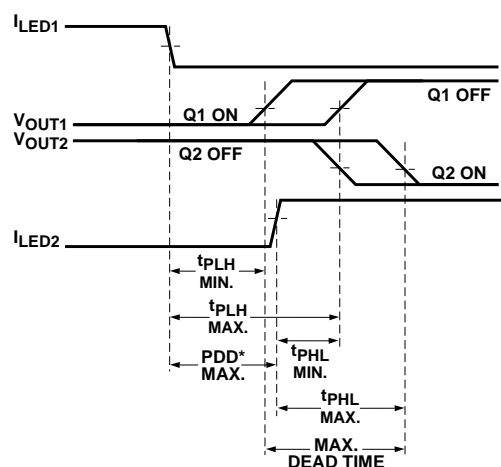 ILED1
Q1 ON
Q1 OFF
VOUT1
VOUT2
Q2 OFF
Q2 ON
ILED2
tPLH
MIN.
tPLH
MAX.
PDD*
MAX.
tPHL
MIN.
tPHL
MAX.
MAX.
DEAD TIME